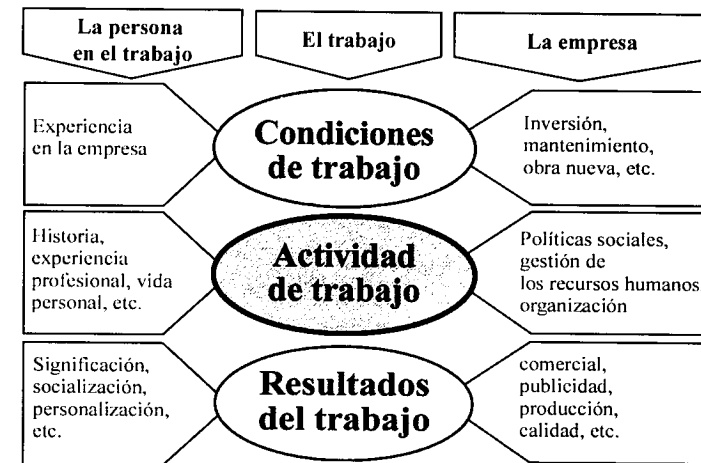 La persona
en el trabajo
El trabajo
La empresa
Experiencia
en la empresa
Condiciones
de trabajo
Inversión,
mantenimiento,
obra nueva, etc.
Historia,
experiencia
profesional, vida
personal, etc.
Actividad
de trabajo
Políticas sociales,
gestión de
los recursos humanos
organización
Significación,
socialización,
personalización,
etc.
Resultados
del trabajo
comercial,
publicidad,
producción,
calidad, etc.